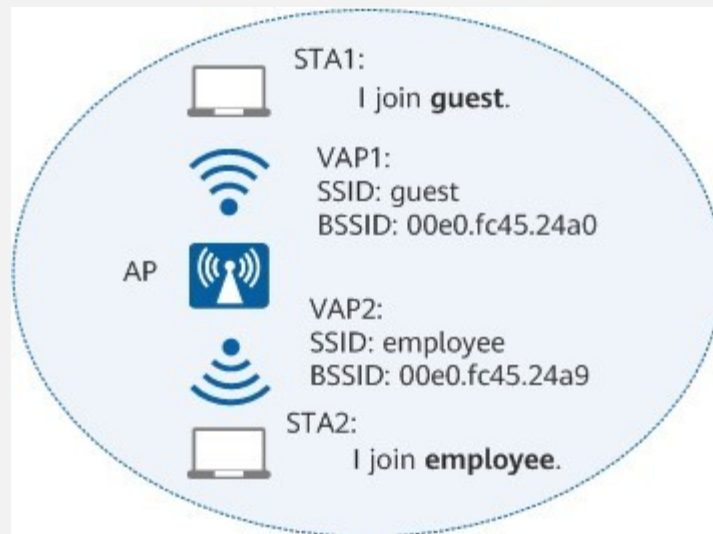 STA1:
I join guest.
VAP1:
SSID: guest
BSSID: 00e0.fc45.24a0
AP
VAP2:
SSID: employee
BSSID: 00e0.fc45.24a9
STA2:
I join employee.